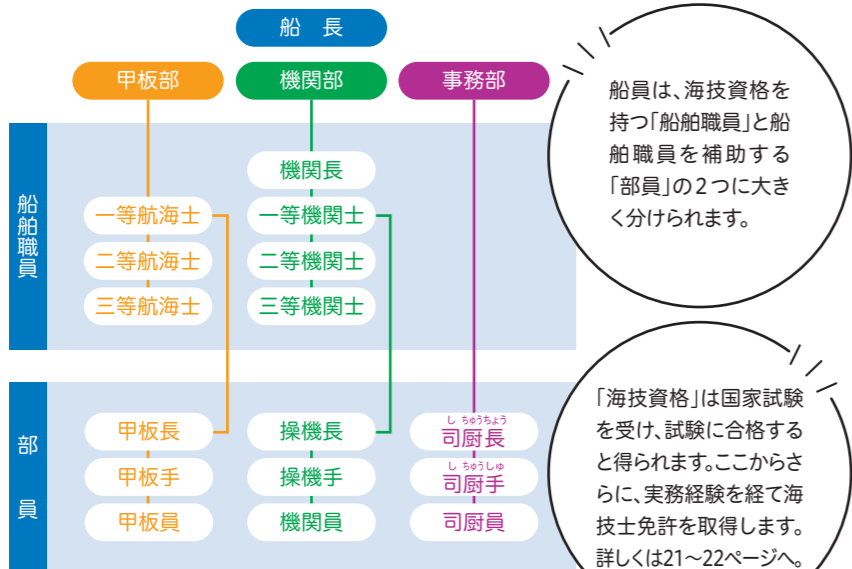 船 長
甲板部
機関部
事務部
船舶職員
機関長
一等航海士
一等機関士
二等航海士
二等機関士
三等航海士
三等機関士
船員は、海技資格を
持つ「船舶職員」と船
舶職員を補助する
「部員」の2つに大き
く分けられます。
部 員
甲板長
操機長
し ちゅうちょう
司厨長
甲板手
操機手
し ちゅうしゅ
司厨手
甲板員
機関員
司厨員
「海技資格」は国家試験
を受け、試験に合格する
と得られます。ここからさ
らに、実務経験を経て海
技士免許を取得します。
詳しくは21〜22ページへ。